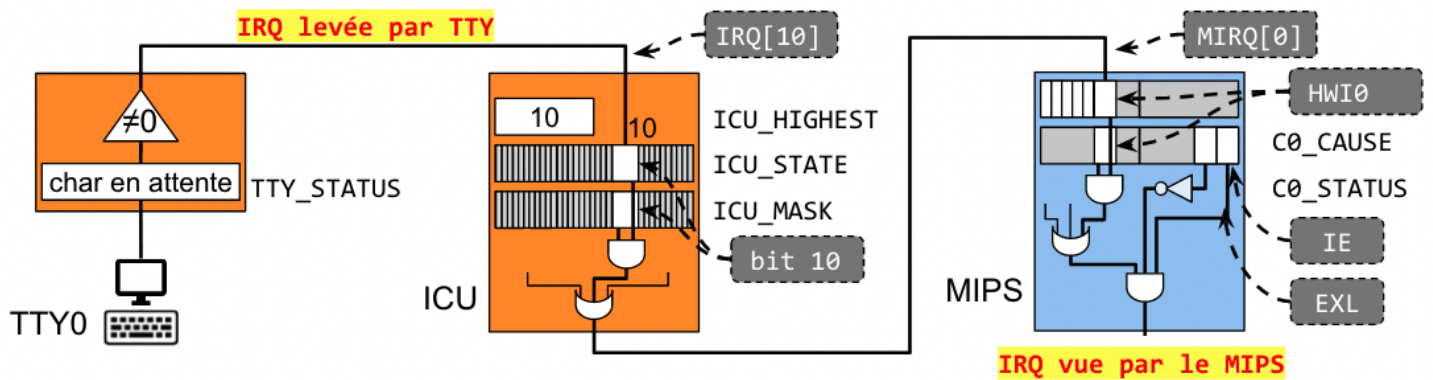 IRQ levée par TTY
IRQ[10]
MIRQ[0]
≠0
char en attente
TTY_STATUS
TTY0
10
10
ICU_HIGHEST
ICU_STATE
ICU_MASK
bit 10
ICU
HWI0
C0_CAUSE
C0_STATUS
IE
EXL
MIPS
IRQ vue par le MIPS